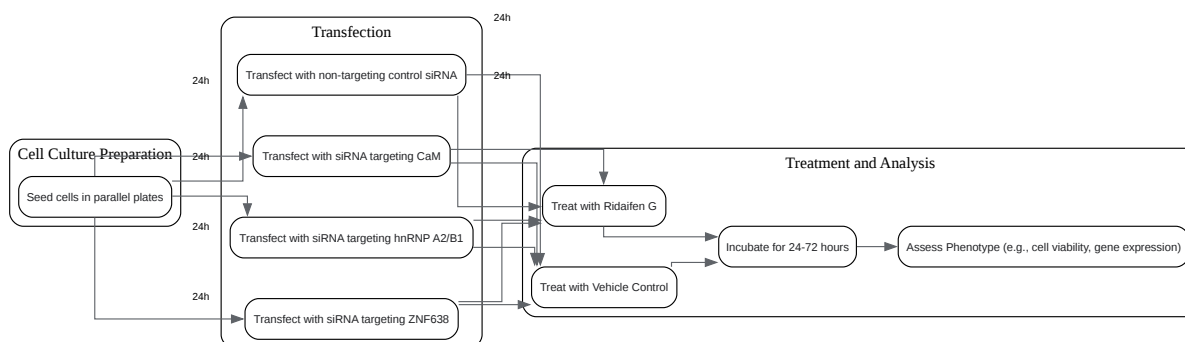 24h
Transfection
Transfect with non-targeting control siRNA
24h
24h
Cell Culture Preparation
24h
Transfect with siRNA targeting CaM
Treatment and Analysis
Seed cells in parallel plates
Treat with Ridaifen G
24h
Transfect with siRNA targeting hnRNP A2/B1
Incubate for 24-72 hours
Assess Phenotype (e.g., cell viability, gene expression)
Treat with Vehicle Control
24h
Transfect with siRNA targeting ZNF638